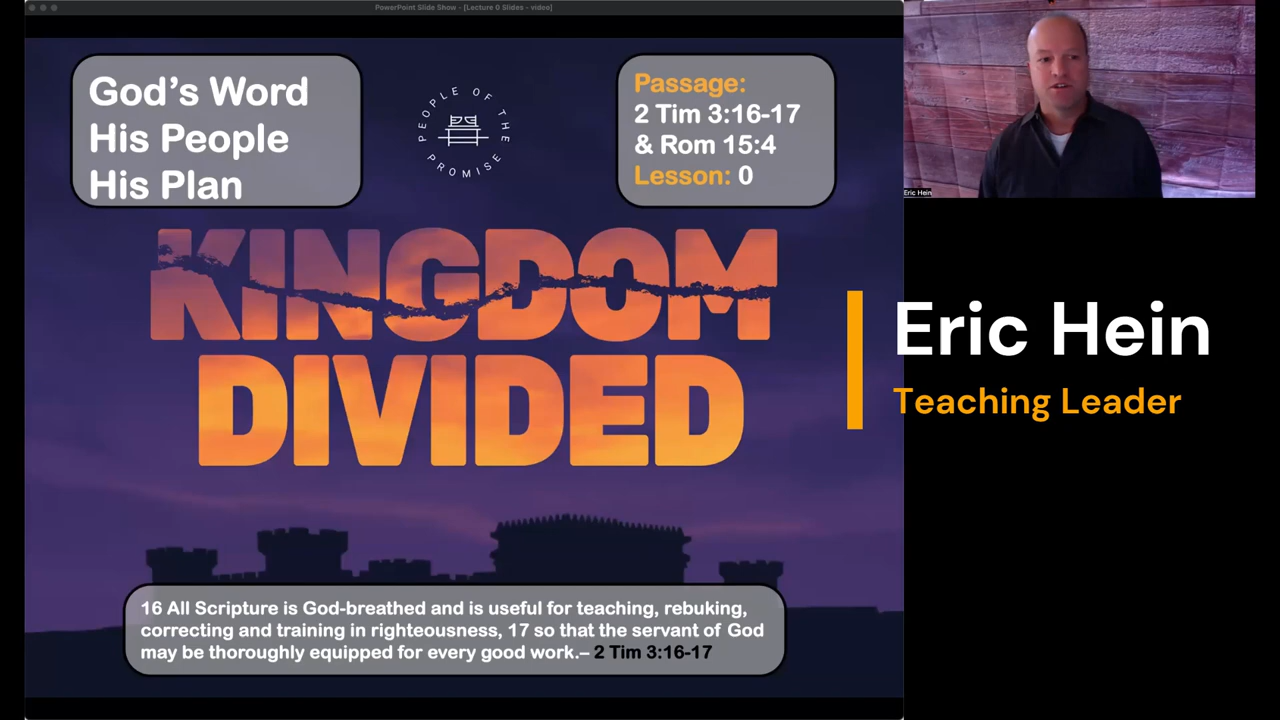 PowerPoint Slide Show - [Lecture 0 Slides - video]
God's Word
His People
His Plan
PEOPLE OF THE PROMISE
Passage:
2 Tim 3:16-17
& Rom 15:4
Lesson: 0
Eric Hein
KINGDOM
DIVIDED
Eric Hein
Teaching Leader
16 All Scripture is God-breathed and is useful for teaching, rebuking,
correcting and training in righteousness, 17 so that the servant of God
may be thoroughly equipped for every good work.– 2 Tim 3:16-17